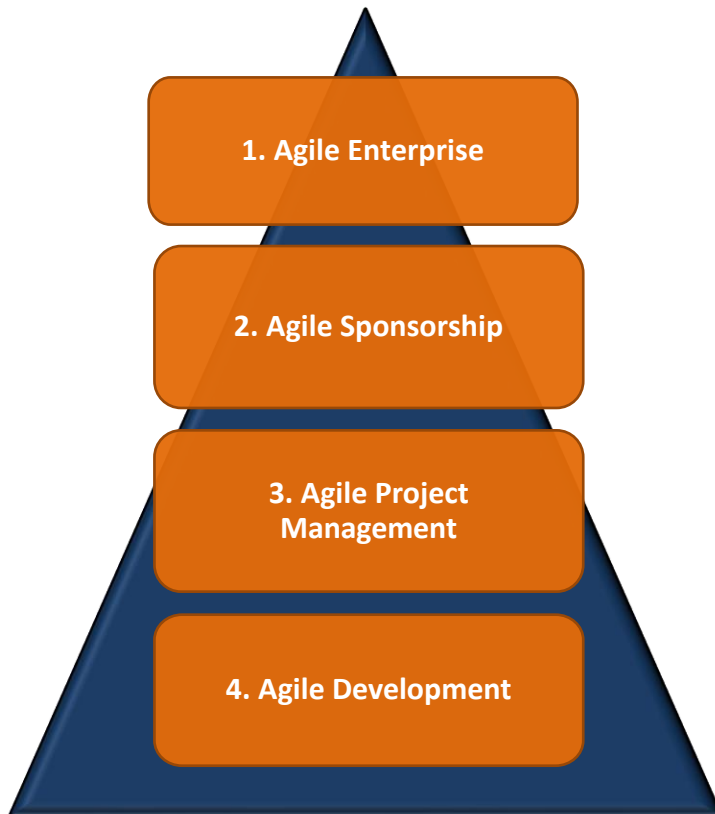 1. Agile Enterprise
2. Agile Sponsorship
3. Agile Project
Management
4. Agile Development